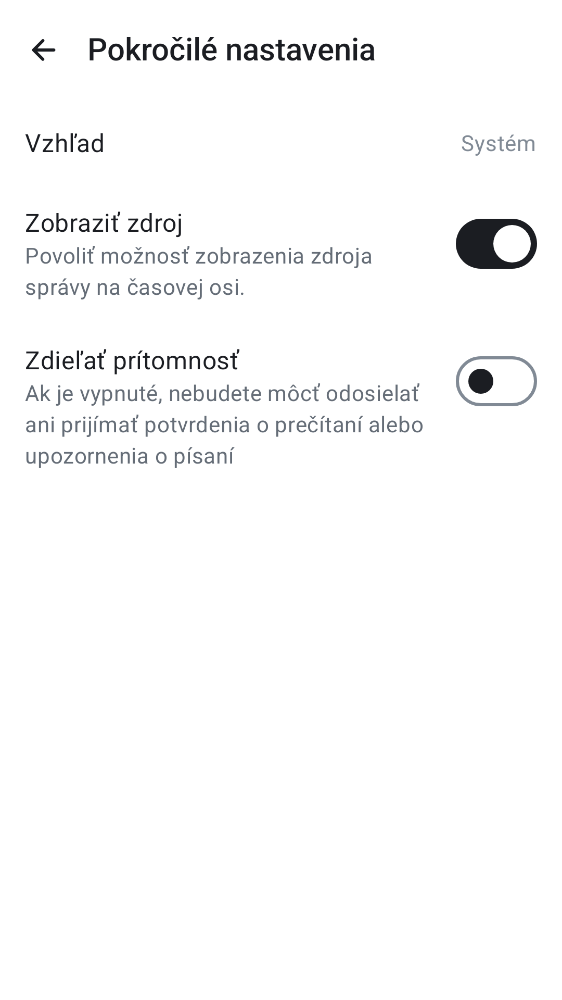 Pokročilé nastavenia
Vzhľad
Systém
Zobraziť zdroj
Povoliť možnosť zobrazenia zdroja
správy na časovej osi.
Zdieľať prítomnosť
Ak je vypnuté, nebudete môcť odosielať
ani prijímať potvrdenia o prečítaní alebo
upozornenia o písaní